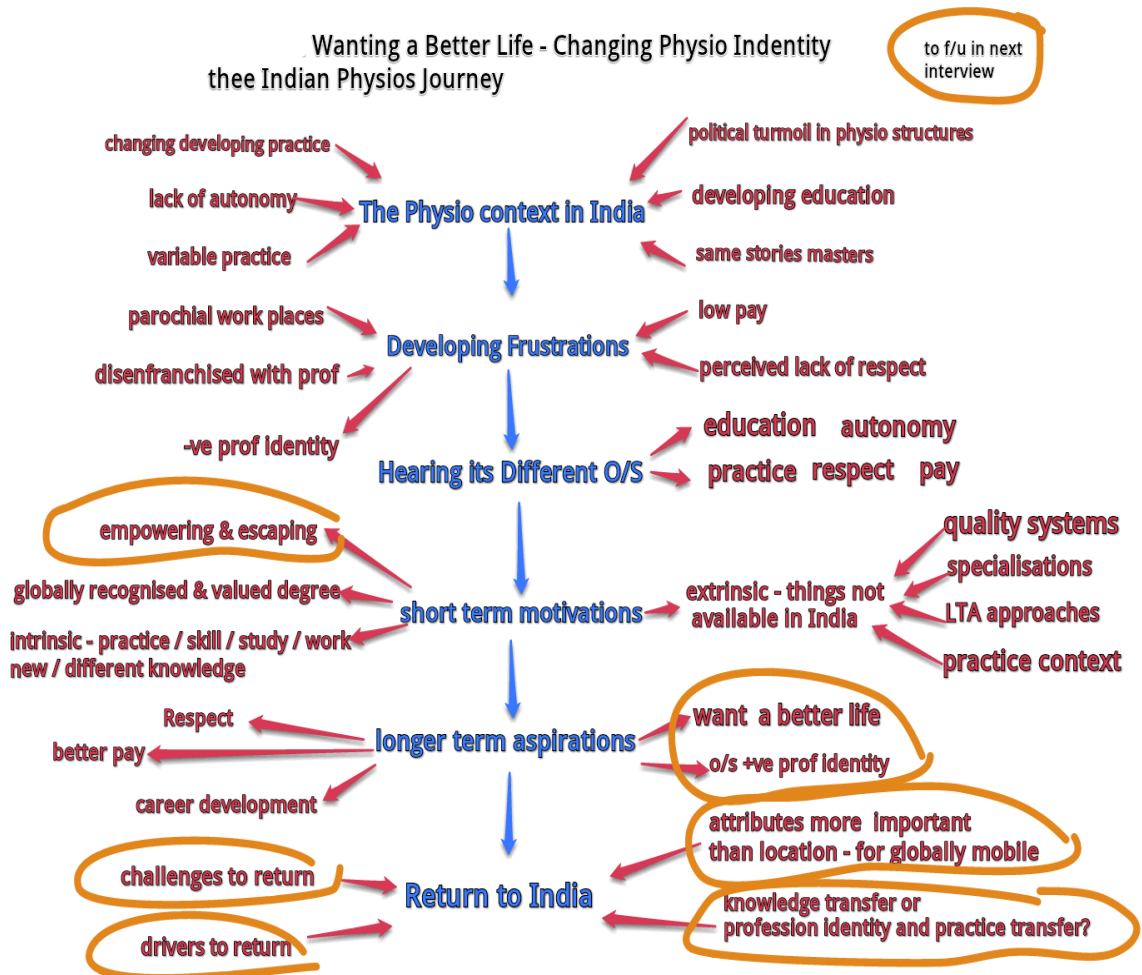 Wanting a Better Life - Changing Physio Indentity
thee Indian Physios Journey
to f/u in next
interview
changing developing practice
political turmoil in physio structures
lack of autonomy
developing education
The Physio context in India
variable practice
same stories masters
parochial work places
low pay
Developing Frustrations
disenfranchised with prof
perceived lack of respect
-ve prof identity
education autonomy
Hearing its Different O/S
practice respect pay
empowering & escaping
quality systems
specialisations
globally recognised & valued degree
short term motivations
extrinsic - things not
available in India
LTA approaches
intrinsic - practice / skill / study / work
new / different knowledge
practice context
Respect
want a better life
longer term aspirations
better pay
o/s +ve prof identity
career development
attributes more important
than location - for globally mobile
challenges to return
Return to India
knowledge transfer or
profession identity and practice transfer?
drivers to return